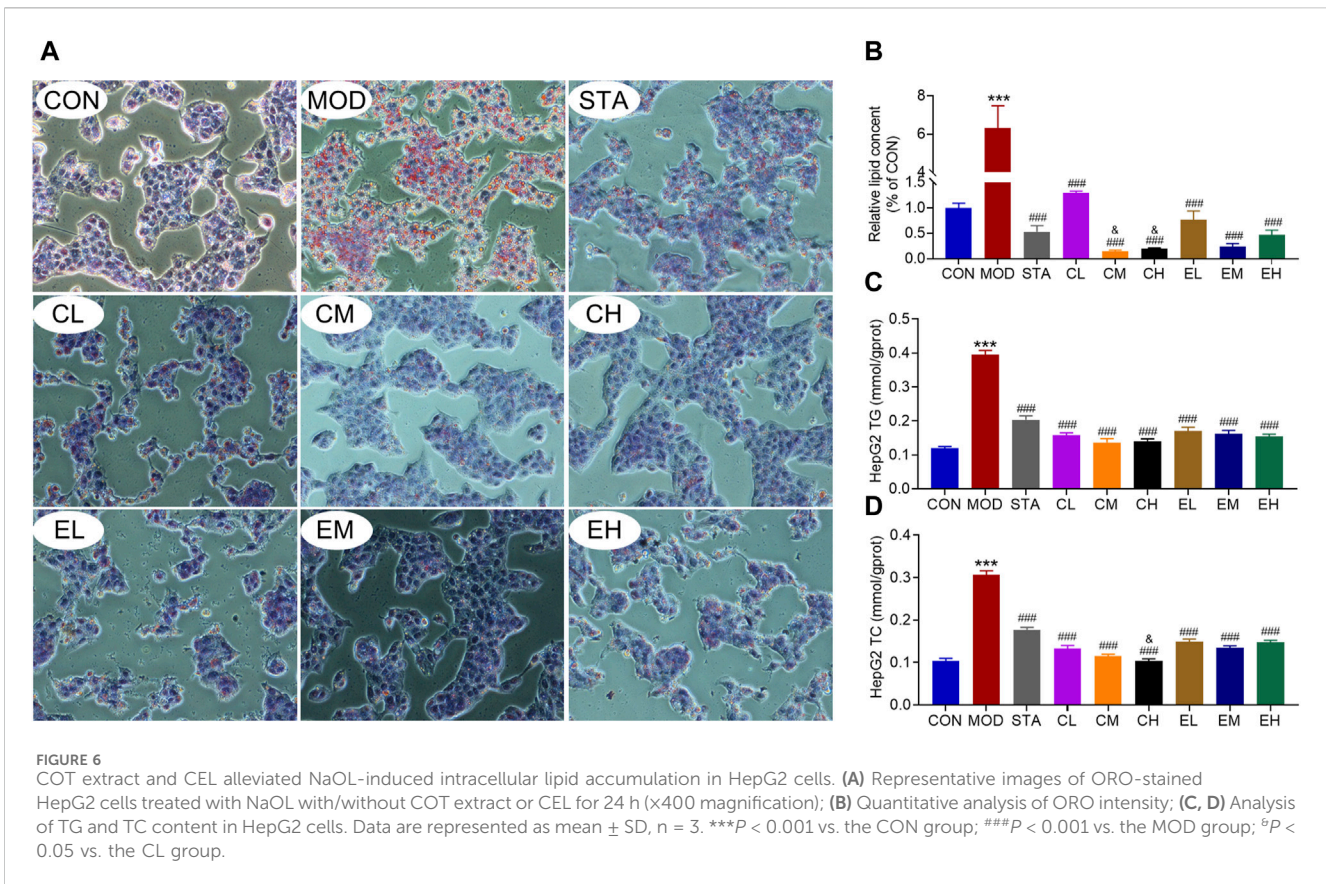 A
CON
MOD
STA
CL
CM
CH
EL
EM
EH
B
Relative lipid concent
(% of CON)
8
6
4
1.5
1.0
0.5
0.0
***
###
###
&
###
&
###
###
###
###
CON MOD STA CL CM CH EL EM EH
C
HepG2 TG (mmol/gprot)
0.5
0.4
0.3
0.2
0.1
0.0
***
###
###
###
###
###
###
###
CON MOD STA CL CM CH EL EM EH
D
HepG2 TC (mmol/gprot)
0.4
0.3
0.2
0.1
0.0
***
###
###
###
&
###
###
###
###
CON MOD STA CL CM CH EL EM EH
FIGURE 6
COT extract and CEL alleviated NaOL-induced intracellular lipid accumulation in HepG2 cells. (A) Representative images of ORO-stained
HepG2 cells treated with NaOL with/without COT extract or CEL for 24 h (×400 magnification); (B) Quantitative analysis of ORO intensity; (C, D) Analysis
of TG and TC content in HepG2 cells. Data are represented as mean ± SD, n = 3. ***P < 0.001 vs. the CON group; ###P < 0.001 vs. the MOD group; &P <
0.05 vs. the CL group.